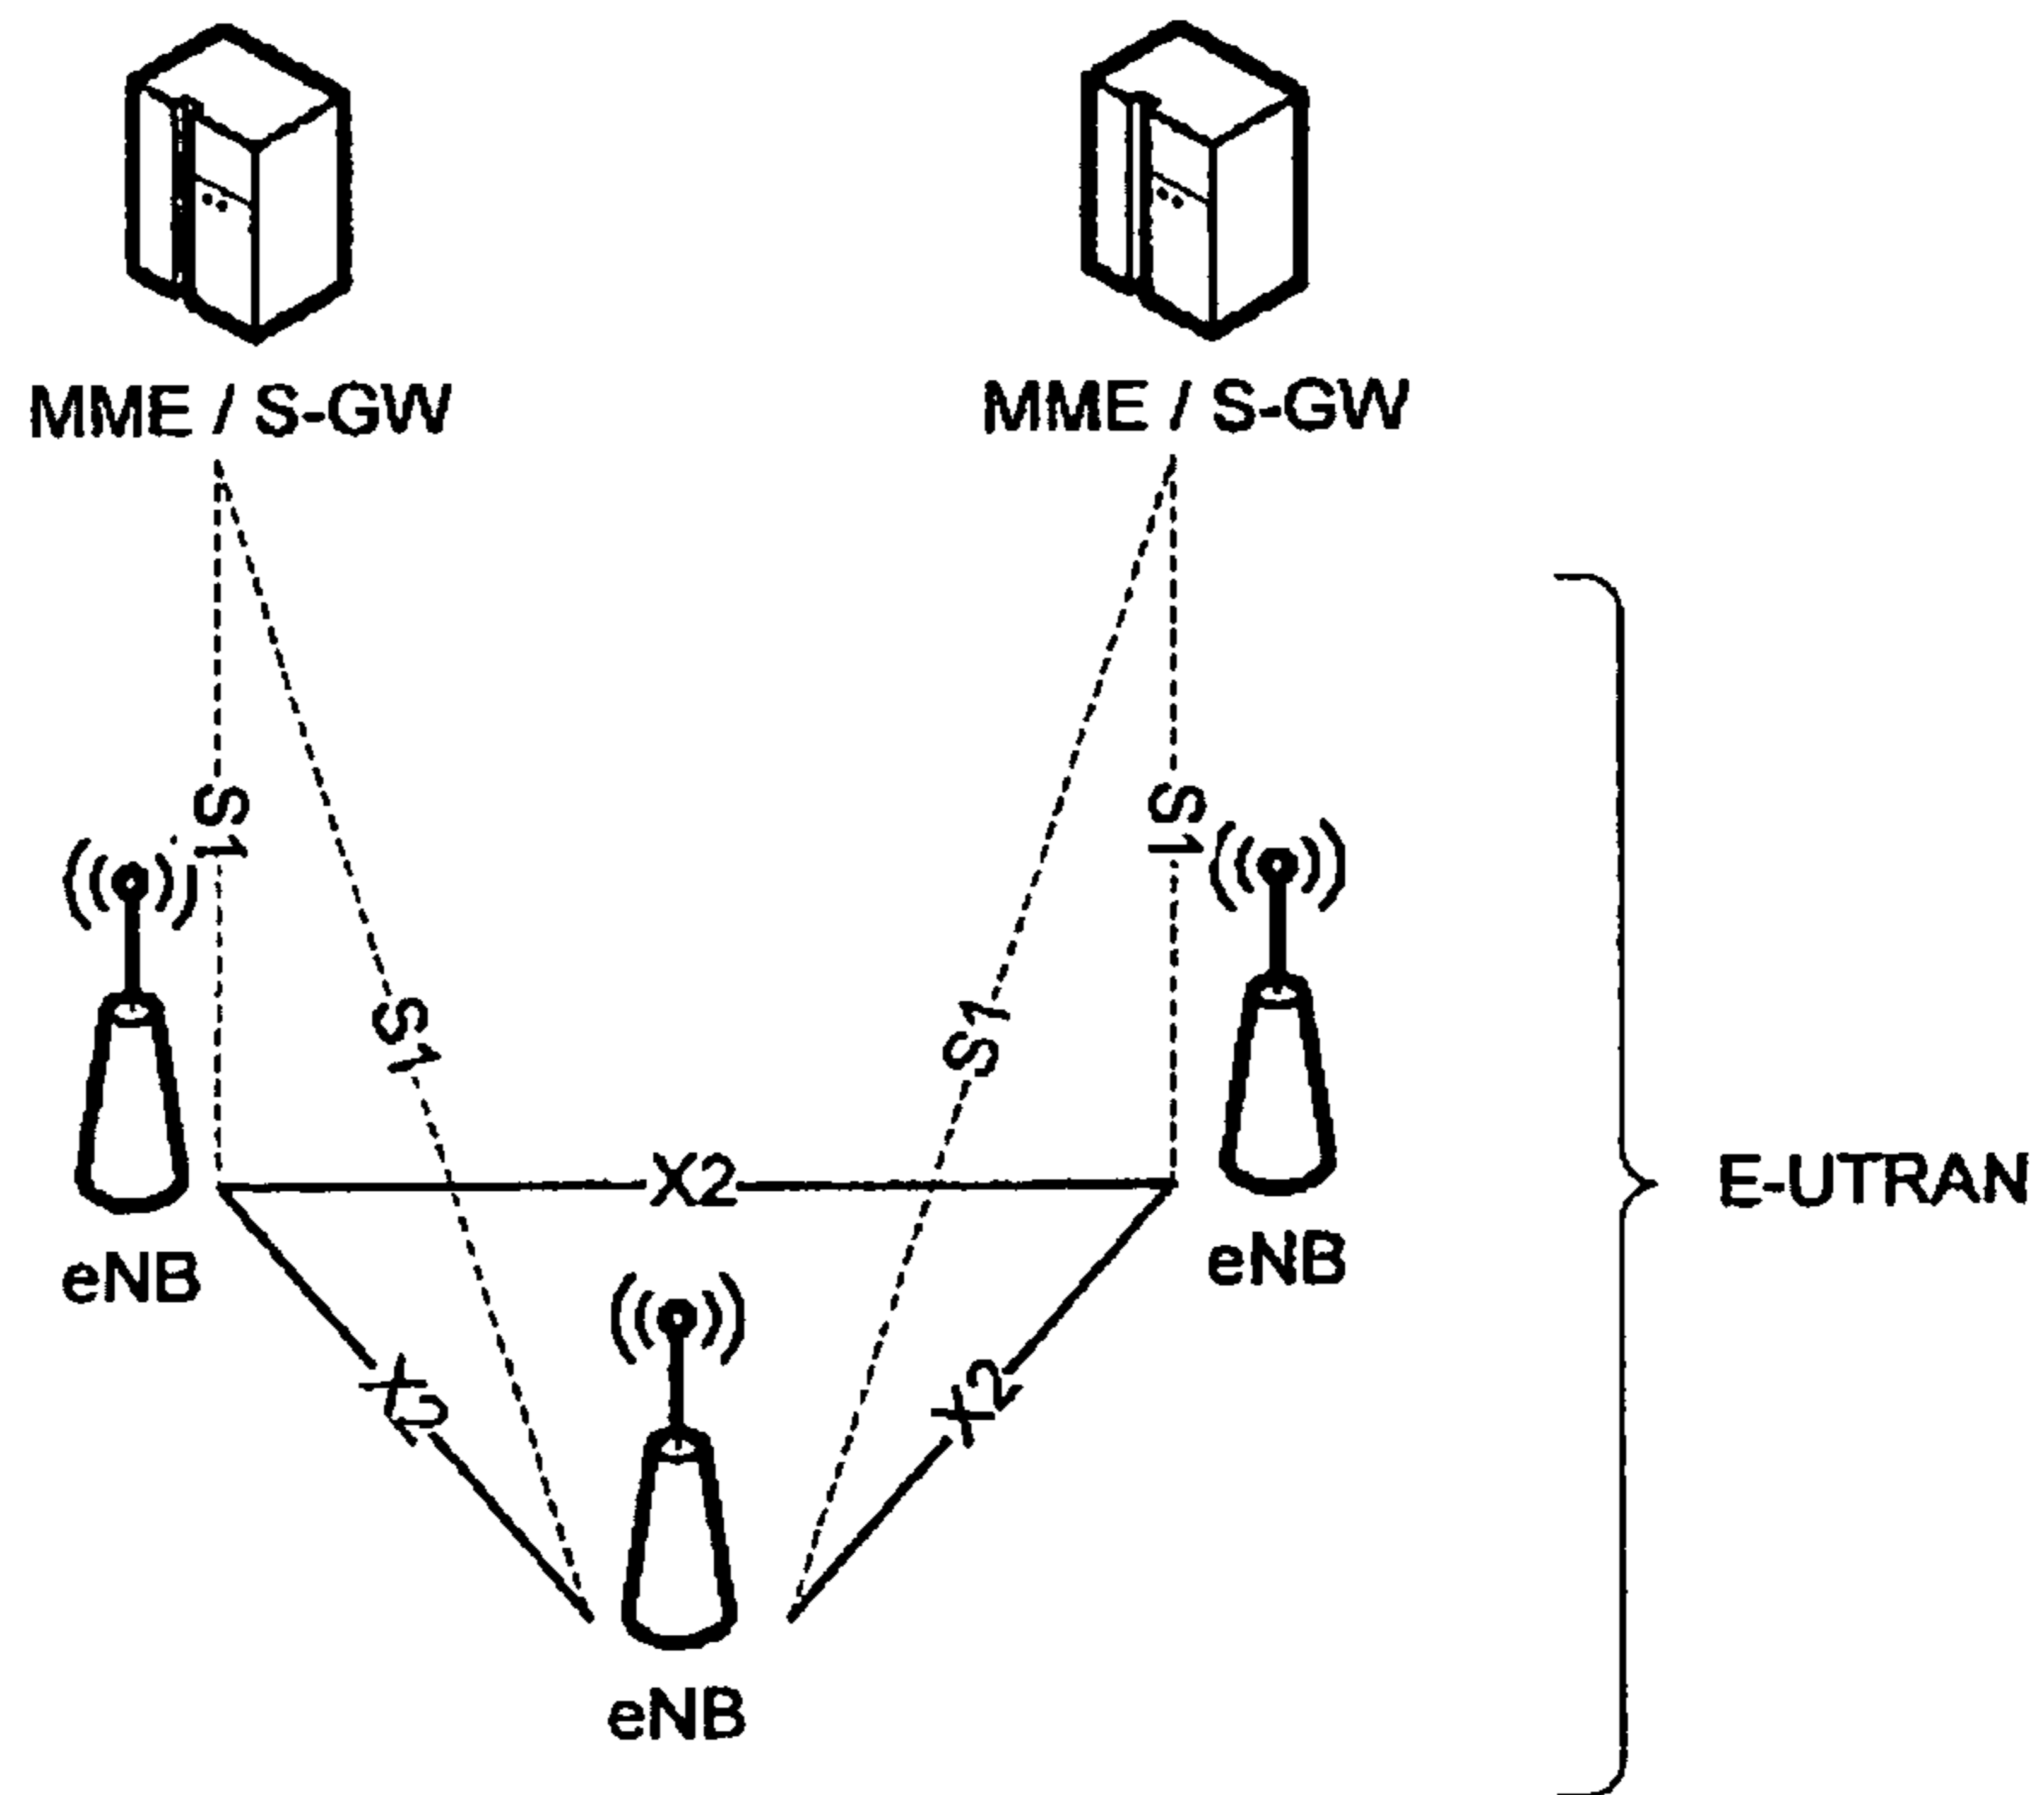 MME / S-GW
MME / S-GW
S1
S1
S1
S1
X2
E-UTRAN
eNB
eNB
X2
X2
eNB